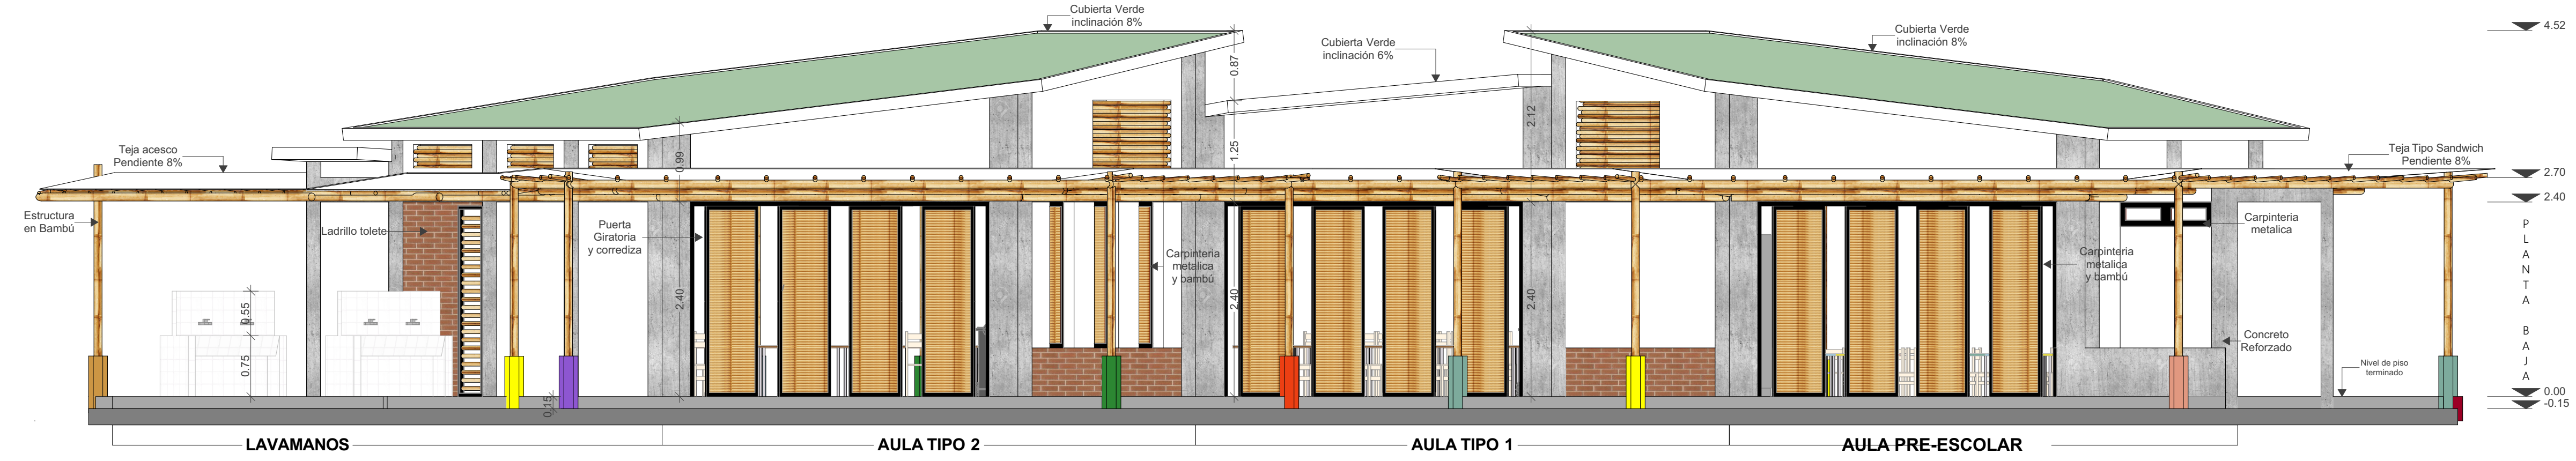 Cubierta Verde
inclinación 8%
Cubierta Verde
inclinación 6%
Cubierta Verde
inclinación 8%
4.52
0.87
2.12
1.25
0.99
Teja acesco
Pendiente 8%
Teja Tipo Sandwich
Pendiente 8%
2.70
2.40
Estructura
en Bambú
Ladrillo tolete
Puerta
Giratoria
y corrediza
Carpinteria
metalica
y bambú
Carpinteria
metalica
y bambú
Carpinteria
metalica
PLANTA BAJA
0.55
0.75
2.40
2.40
2.40
0.15
Concreto
Reforzado
Nivel de piso
terminado
0.00
-0.15
LAVAMANOS
AULA TIPO 2
AULA TIPO 1
AULA PRE-ESCOLAR